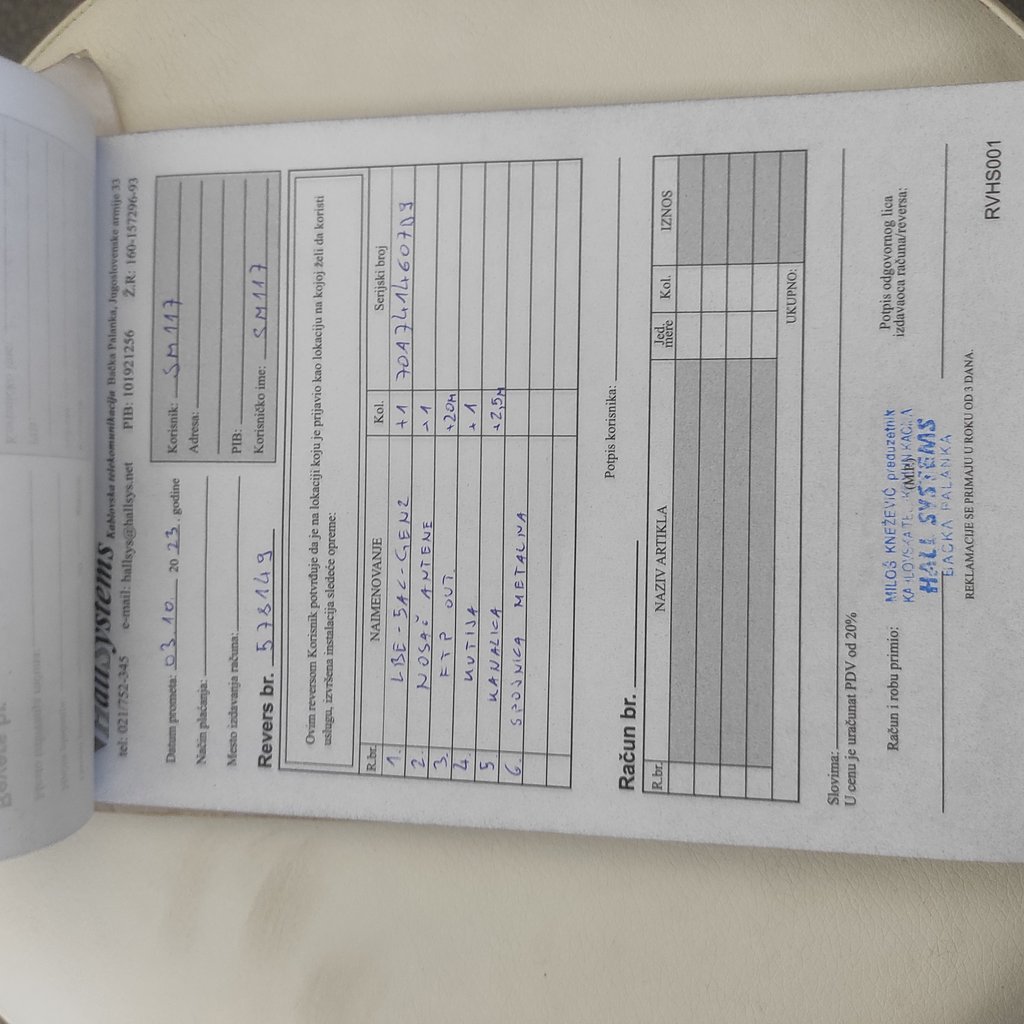 HallSystems Kablovska telekomunikacija Bačka Palanka, Jugoslovenske armije 33
tel: 021/752-345 e-mail: hallsys@hallsys.net PIB: 101921256 Ž.R: 160-157296-93
Datum prometa: 03.10 2023. godine
Način plaćanja:
Mesto izdavanja računa:
Revers br. 578149
Korisnik: SM117
Adresa:
PIB:
Korisničko ime: SM117
Ovim reversom Korisnik potvrđuje da je na lokaciji koju je prijavio kao lokaciju na kojoj želi da koristi
uslugu, izvršena instalacija sledeće opreme:
R.br. NAIMENOVANJE Kol. Serijski broj
1. LBE-5AC-GEN2 +1 70A7414607D9
2. NOSAČ ANTENE +1
3. FTP OUT +20M
4. KUTIJA +1
5. KANALICA +2,5M
6. SPOJNICA METALNA
Potpis korisnika:
Račun br.
R.br. NAZIV ARTIKLA Jed. mere Kol. IZNOS
UKUPNO:
Slovima:
U cenu je uračunat PDV od 20%
Račun i robu primio:
MILOŠ KNEŽEVIĆ preduzetnik
KABLOVSKA TELEKOMUNIKACIJA
(M.P.)
HALL SYSTEMS
BAČKA PALANKA
Potpis odgovornog lica
izdavaoca računa/reversa:
REKLAMACIJE SE PRIMAJU U ROKU OD 3 DANA.
RVHS001